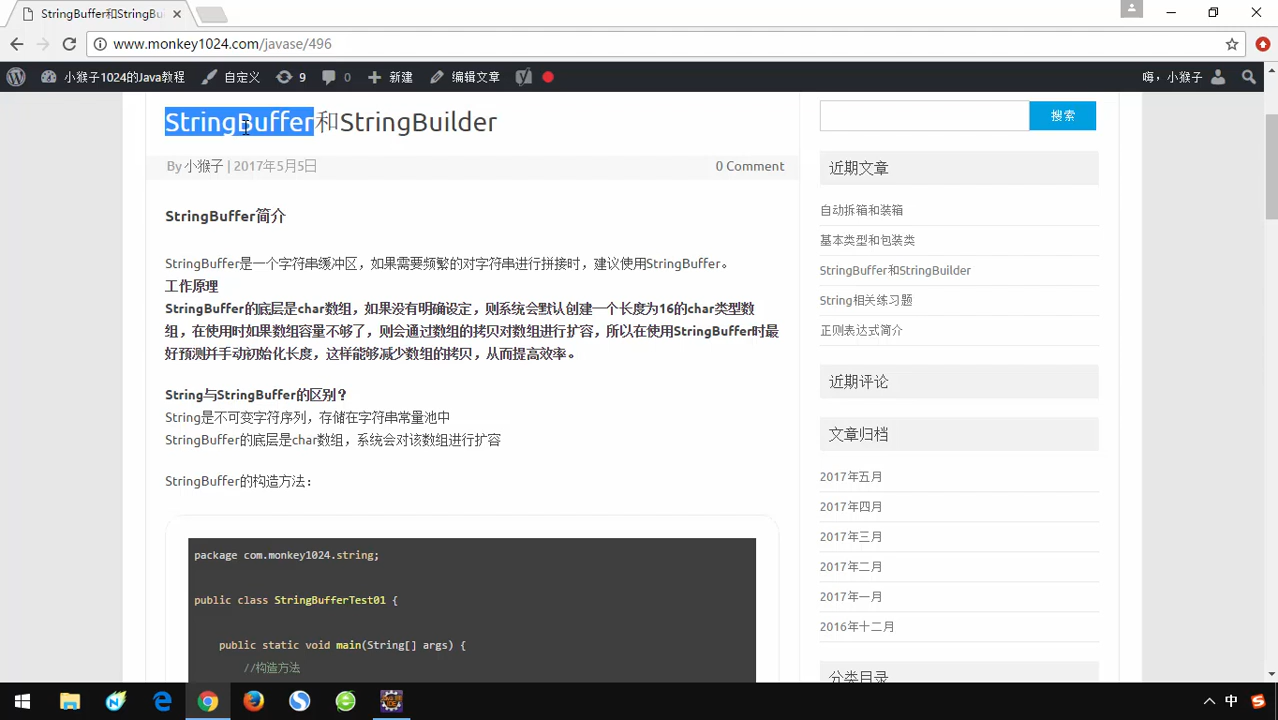 StringBuffer和StringBui
www.monkey1024.com/javase/496
小猴子1024的Java教程 自定义 9 0 新建 编辑文章 嗨，小猴子
StringBuffer和StringBuilder
By 小猴子 | 2017年5月5日 0 Comment
StringBuffer简介
StringBuffer是一个字符串缓冲区，如果需要频繁的对字符串进行拼接时，建议使用StringBuffer。
工作原理
StringBuffer的底层是char数组，如果没有明确设定，则系统会默认创建一个长度为16的char类型数
组，在使用时如果数组容量不够了，则会通过数组的拷贝对数组进行扩容，所以在使用StringBuffer时最
好预测并手动初始化长度，这样能够减少数组的拷贝，从而提高效率。
String与StringBuffer的区别？
String是不可变字符序列，存储在字符串常量池中
StringBuffer的底层是char数组，系统会对该数组进行扩容
StringBuffer的构造方法：
package com.monkey1024.string;
public class StringBufferTest01 {
public static void main(String[] args) {
//构造方法
搜索
近期文章
自动拆箱和装箱
基本类型和包装类
StringBuffer和StringBuilder
String相关练习题
正则表达式简介
近期评论
文章归档
2017年五月
2017年四月
2017年三月
2017年二月
2017年一月
2016年十二月
分类目录
中